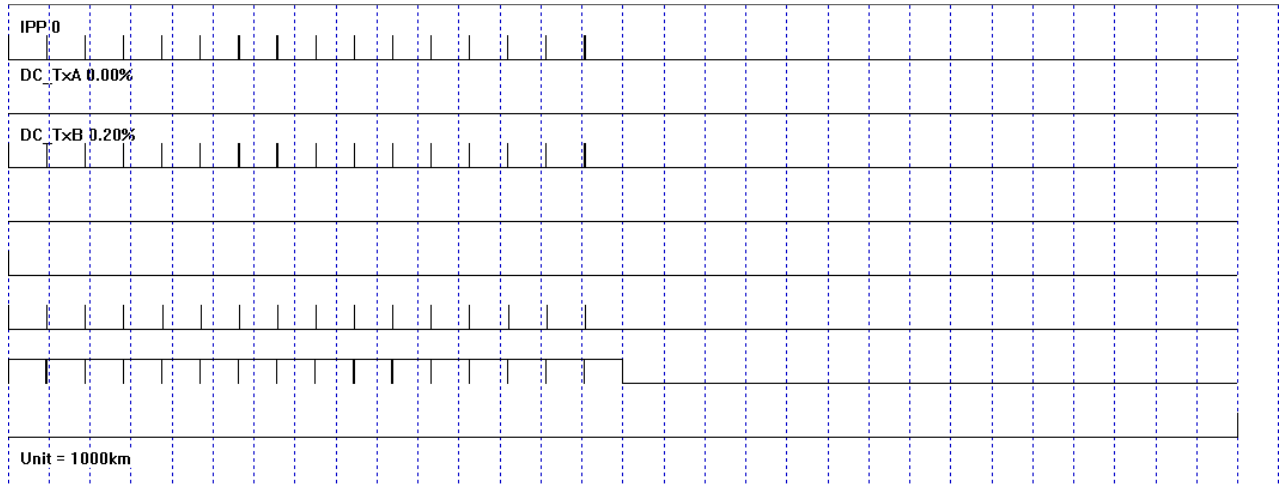 IPP 0
DC_TxA 0.00%
DC_TxB 0.20%
Unit = 1000km